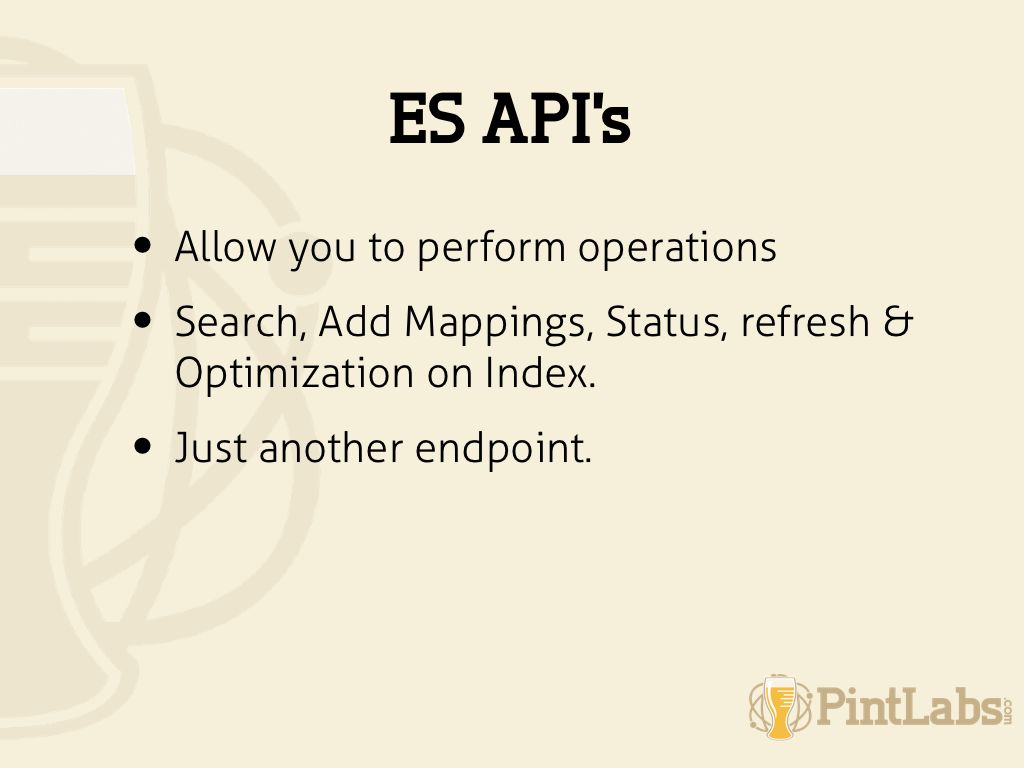 ES API's
• Allow you to perform operations
• Search, Add Mappings, Status, refresh &
Optimization on Index.
• Just another endpoint.
PintLabs.com